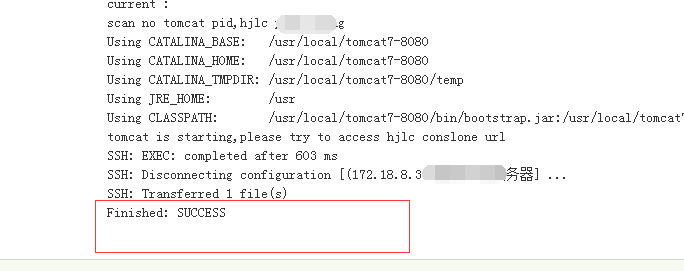 current :
scan no tomcat pid,hjlc
Using CATALINA_BASE:   /usr/local/tomcat7-8080
Using CATALINA_HOME:   /usr/local/tomcat7-8080
Using CATALINA_TMPDIR: /usr/local/tomcat7-8080/temp
Using JRE_HOME:        /usr
Using CLASSPATH:       /usr/local/tomcat7-8080/bin/bootstrap.jar:/usr/local/tomcat7
tomcat is starting,please try to access hjlc conslone url
SSH: EXEC: completed after 603 ms
SSH: Disconnecting configuration [(172.18.8.3 务器] ...
SSH: Transferred 1 file(s)
Finished: SUCCESS